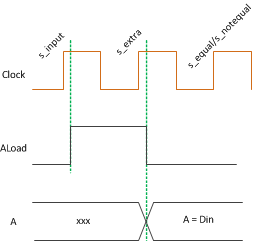 s_input
s_extra
s_equal/s_notequal
Clock
ALoad
A
xxx
A = Din